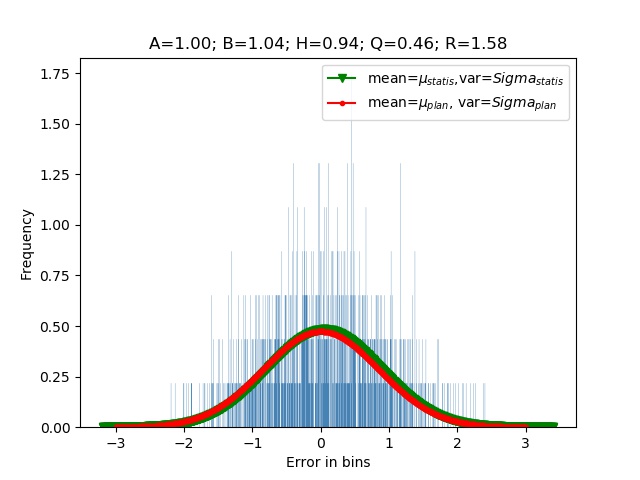 A=1.00; B=1.04; H=0.94; Q=0.46; R=1.58
mean=μstatis,var=Sigmastatis
mean=μplan, var=Sigmaplan
1.75
1.50
1.25
1.00
0.75
0.50
0.25
0.00
Frequency
−3 −2 −1 0 1 2 3
Error in bins